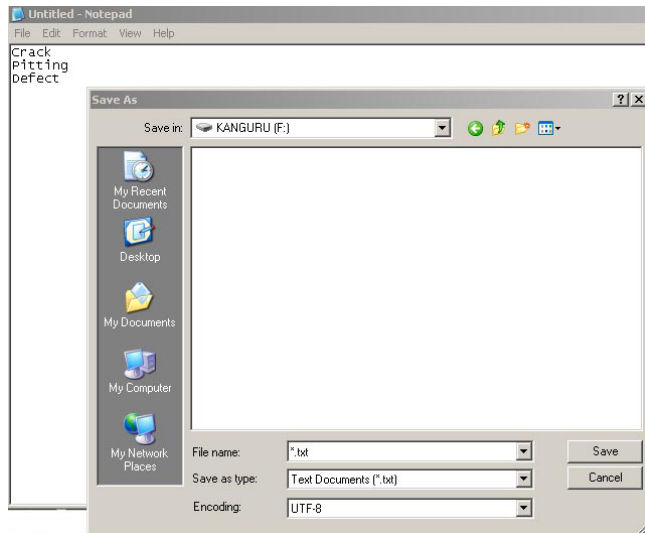 Untitled - Notepad
File Edit Format View Help
Crack
Pitting
Defect
Save As
Save in: KANGURU (F:)
My Recent
Documents
Desktop
My Documents
My Computer
My Network
Places
File name: *.txt Save
Save as type: Text Documents (*.txt) Cancel
Encoding: UTF-8